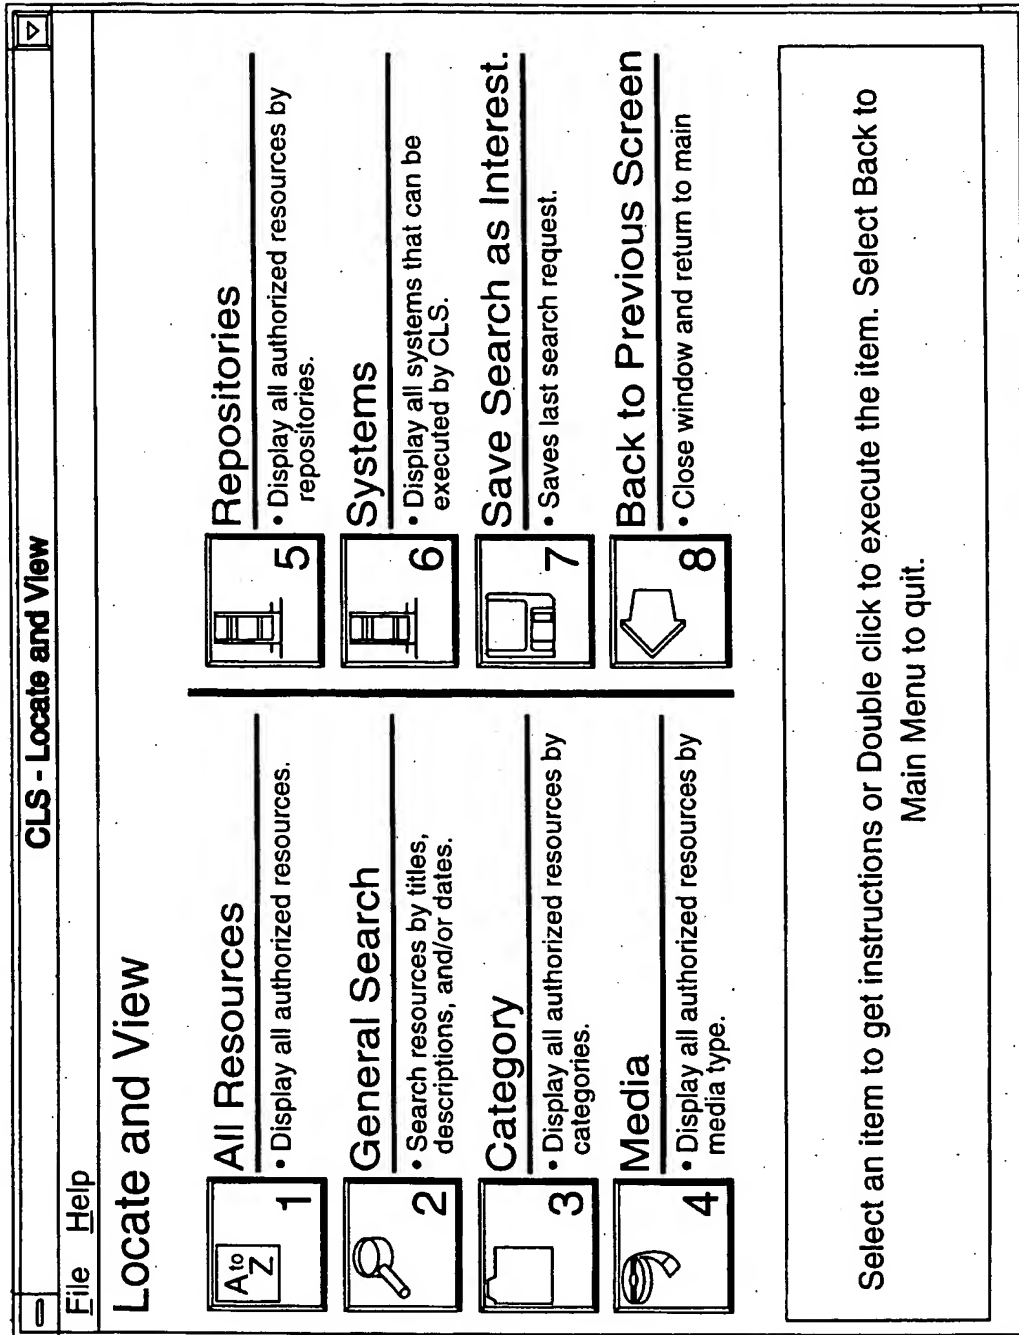 CLS - Locate and View
File Help
Locate and View
A to
Z
1
All Resources
• Display all authorized resources.
2
General Search
• Search resources by titles,
descriptions, and/or dates.
3
Category
• Display all authorized resources by
categories.
4
Media
• Display all authorized resources by
media type.
5
Repositories
• Display all authorized resources by
repositories.
6
Systems
• Display all systems that can be
executed by CLS.
7
Save Search as Interest.
• Saves last search request.
8
Back to Previous Screen
• Close window and return to main
Select an item to get instructions or Double click to execute the item. Select Back to
Main Menu to quit.